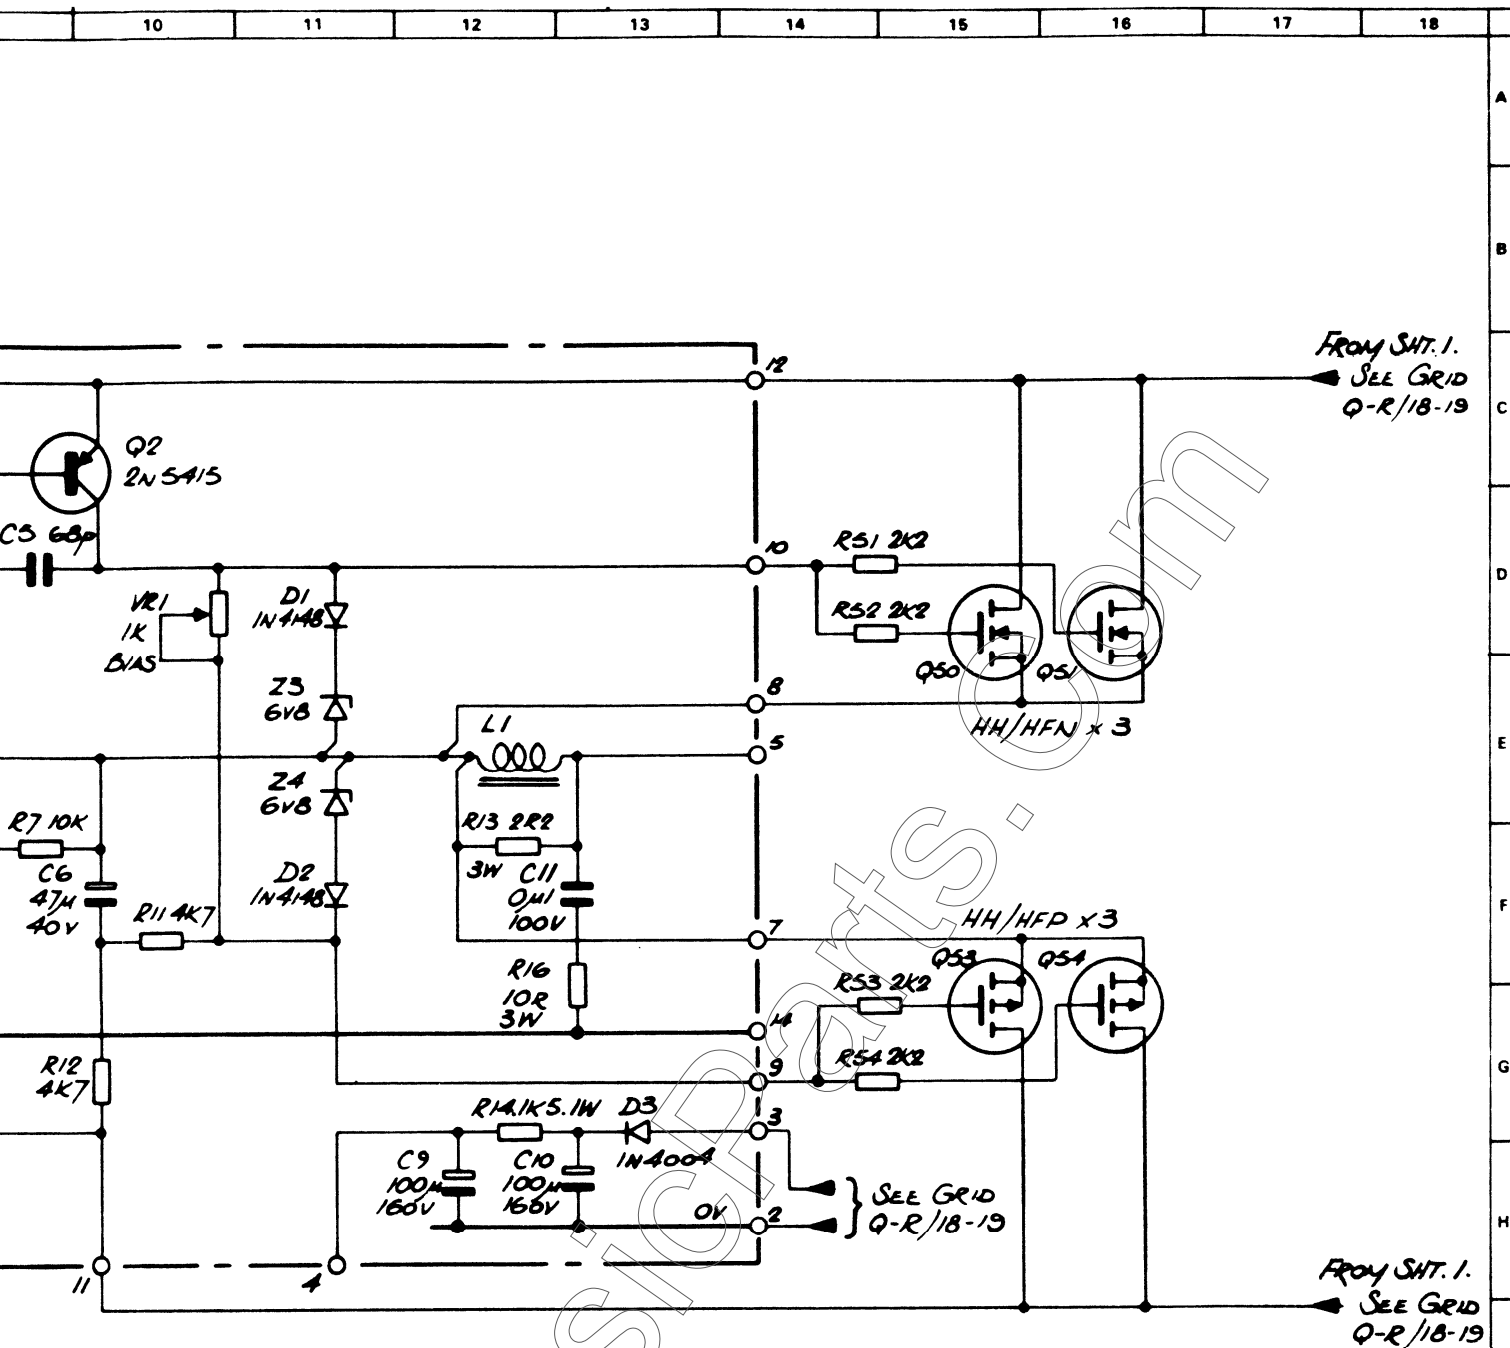 10 11 12 13 14 15 16 17 18
A
B
FROM SHT. 1.
SEE GRID
Q-R/18-19
12
C
Q2
2N5415
C5 68p
10
R51 2K2
D
VR1
1K
BIAS
D1
1N4148
R52 2K2
Q50
Q51
Z3
6V8
8
L1
HH/HFN x 3
5
E
Z4
6V8
R7 10K
R13 2R2
3W
C6
47µ
40V
D2
1N4148
C11
0µ1
100V
R11 4K7
F
HH/HFP x 3
7
Q53
Q54
R16
10R
3W
R53 2K2
14
R12
4K7
R54 2K2
9
G
R14.1K5.1W
D3
3
1N4004
C9
100µ
160V
C10
100µ
160V
SEE GRID
Q-R/18-19
0V
2
H
11
4
FROM SHT. 1.
SEE GRID
Q-R/18-19
sicParts.com